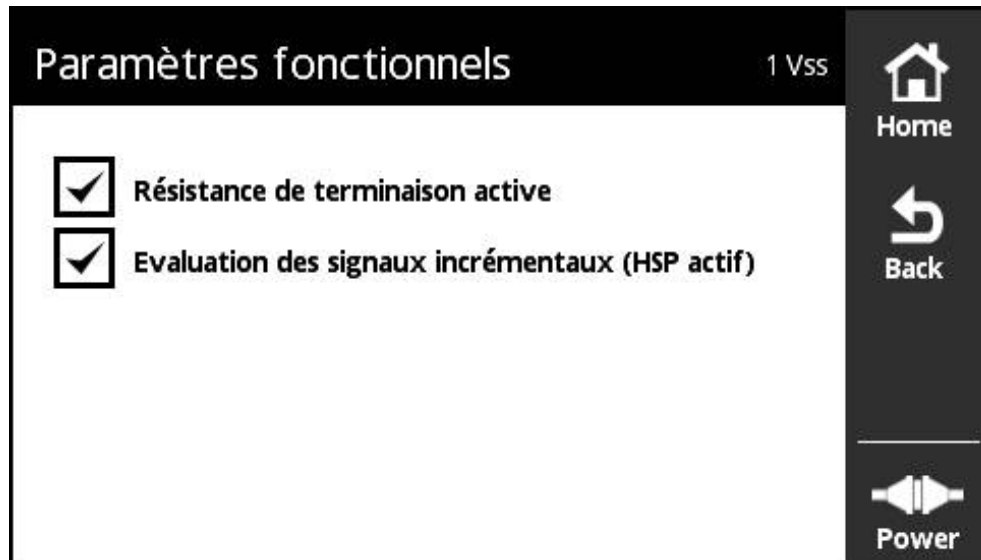 Paramètres fonctionnels
1 Vss
Home
Résistance de terminaison active
Evaluation des signaux incrémentaux (HSP actif)
Back
Power